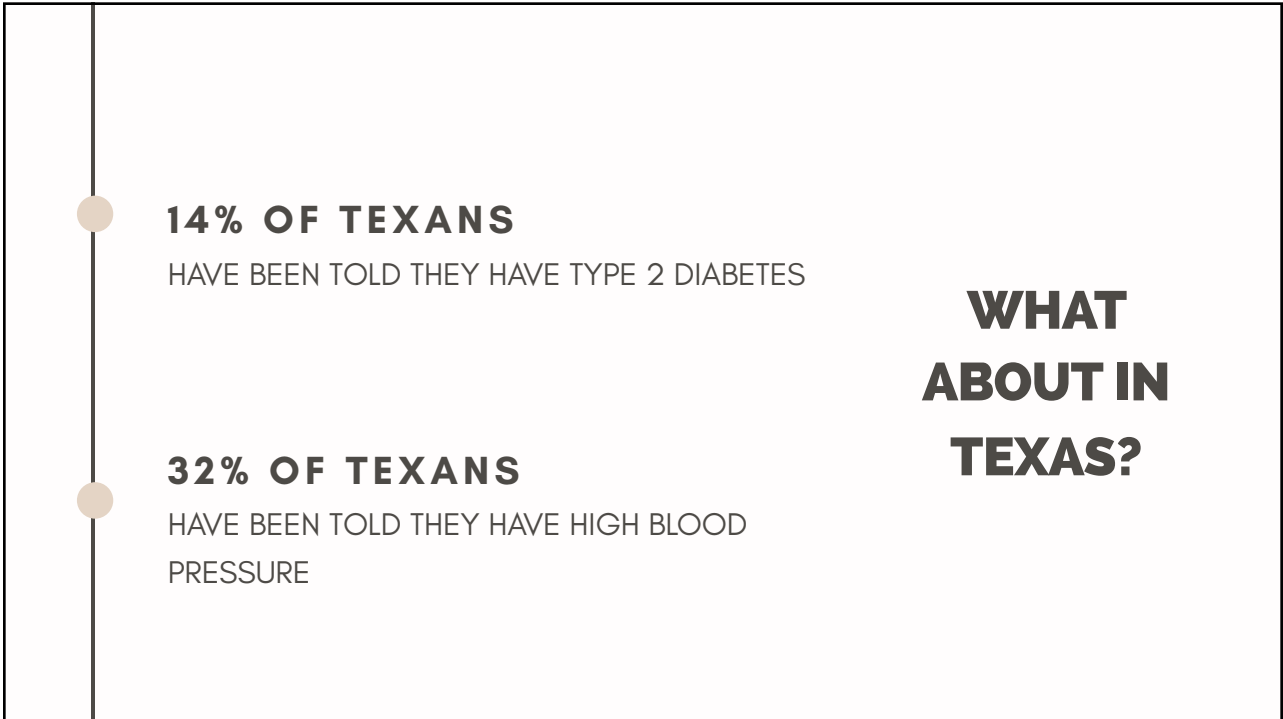 14% OF TEXANS
HAVE BEEN TOLD THEY HAVE TYPE 2 DIABETES
32% OF TEXANS
HAVE BEEN TOLD THEY HAVE HIGH BLOOD
PRESSURE
WHAT
ABOUT IN
TEXAS?